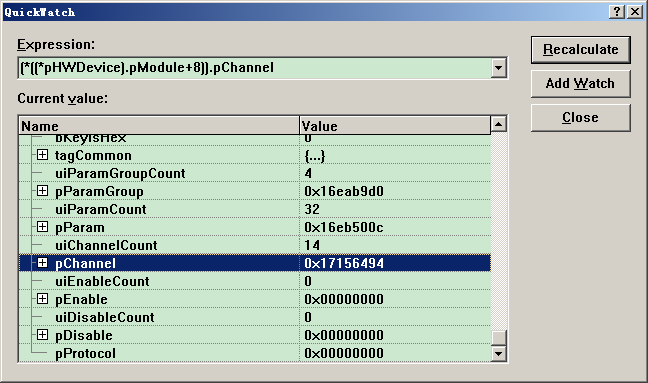 QuickWatch
Expression:
(*((*pHWDevice).pModule+8)).pChannel
Recalculate
Add Watch
Close
Current value:
Name Value
bKeyIsHex 0
tagCommon {...}
uiParamGroupCount 4
pParamGroup 0x16eab9d0
uiParamCount 32
pParam 0x16eb500c
uiChannelCount 14
pChannel 0x17156494
uiEnableCount 0
pEnable 0x00000000
uiDisableCount 0
pDisable 0x00000000
pProtocol 0x00000000